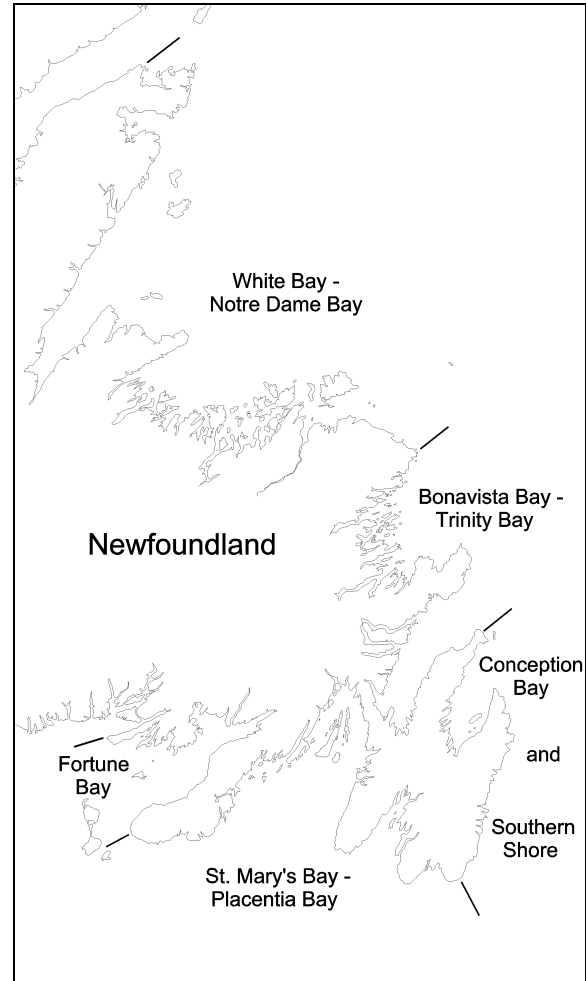 White Bay -
Notre Dame Bay
Bonavista Bay -
Trinity Bay
Newfoundland
Conception
Bay
and
Southern
Shore
Fortune
Bay
St. Mary's Bay -
Placentia Bay